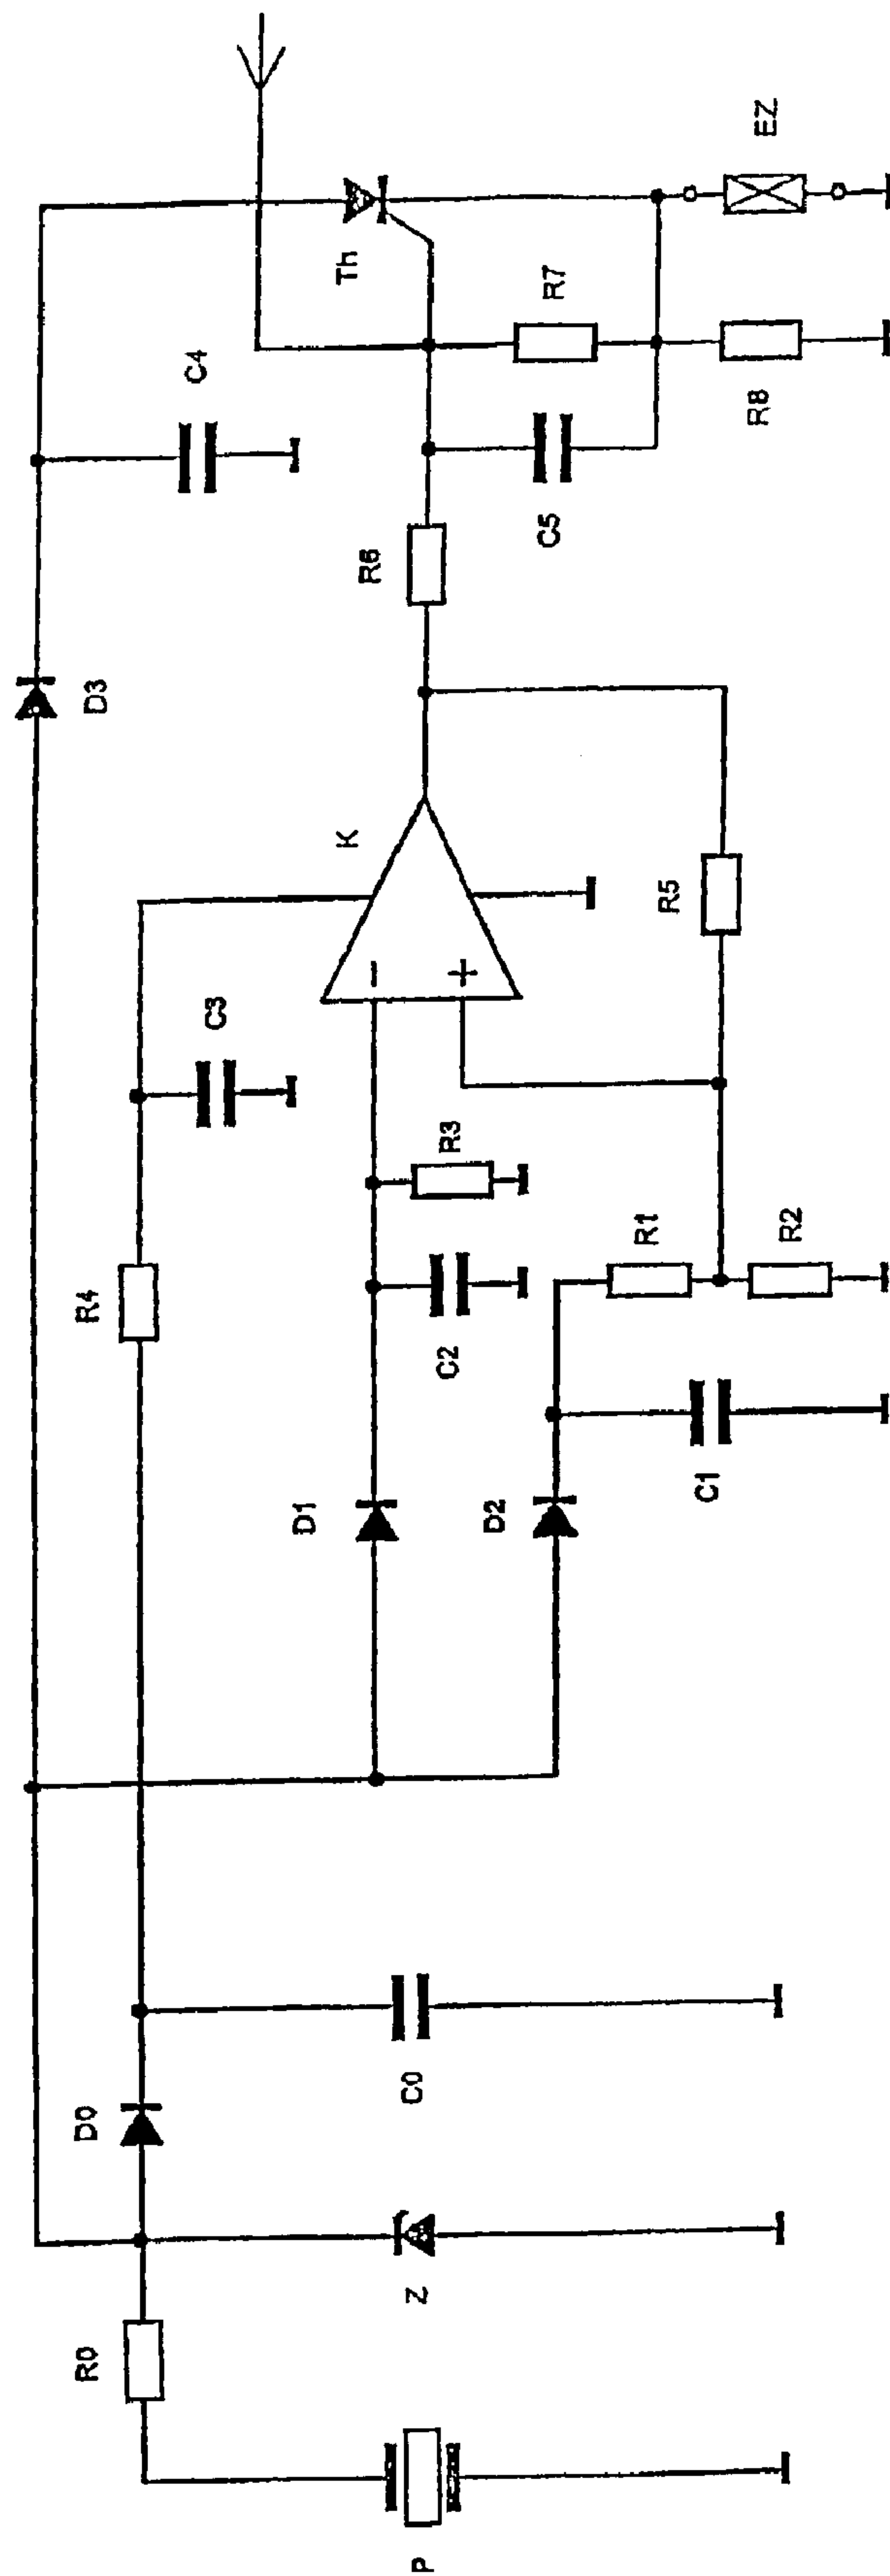 P
R0
Z
D0
C0
D1
D2
C1
R4
C2
R3
R1
R2
C3
K
-
+
R5
D3
R6
C4
C5
Th
R7
R8
EZ